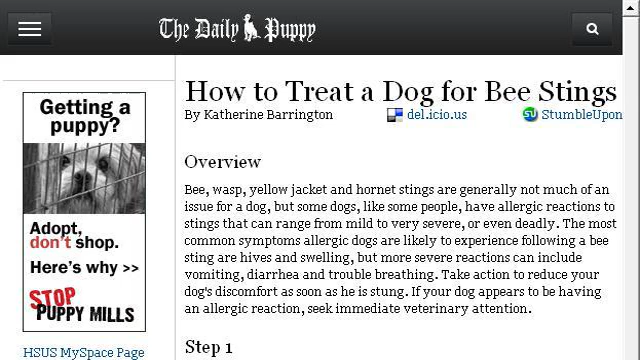 The Daily Puppy
How to Treat a Dog for Bee Stings
By Katherine Barrington
del.icio.us
StumbleUpon
Getting a
puppy?
Adopt,
don't shop.
Here's why >>
STOP
PUPPY MILLS
HSUS MySpace Page
Overview
Bee, wasp, yellow jacket and hornet stings are generally not much of an
issue for a dog, but some dogs, like some people, have allergic reactions to
stings that can range from mild to very severe, or even deadly. The most
common symptoms allergic dogs are likely to experience following a bee
sting are hives and swelling, but more severe reactions can include
vomiting, diarrhea and trouble breathing. Take action to reduce your
dog's discomfort as soon as he is stung. If your dog appears to be having
an allergic reaction, seek immediate veterinary attention.
Step 1